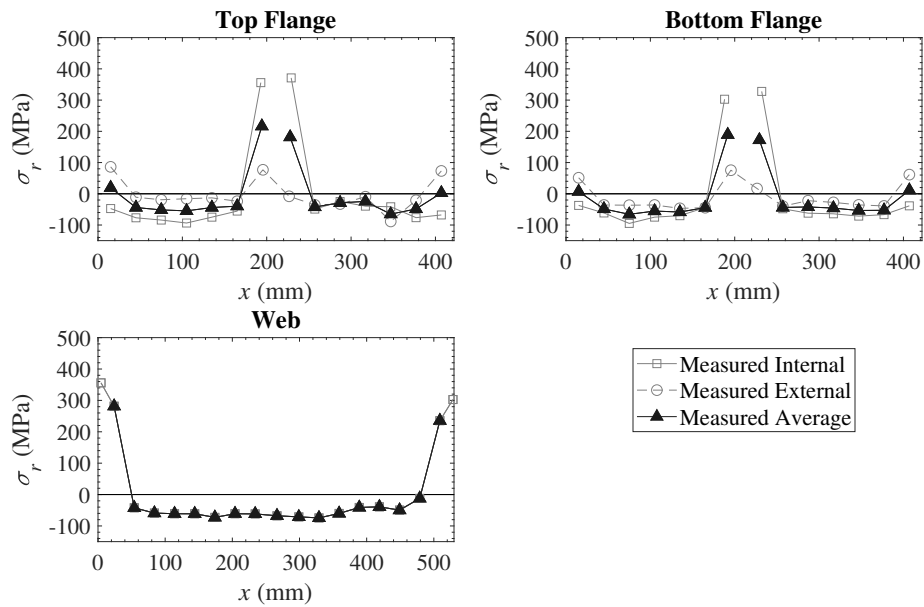 Top Flange
500
400
300
200
100
0
-100
σr (MPa)
0 100 200 300 400
x (mm)
Bottom Flange
500
400
300
200
100
0
-100
σr (MPa)
0 100 200 300 400
x (mm)
Web
500
400
300
200
100
0
-100
σr (MPa)
0 100 200 300 400 500
x (mm)
Measured Internal
Measured External
Measured Average